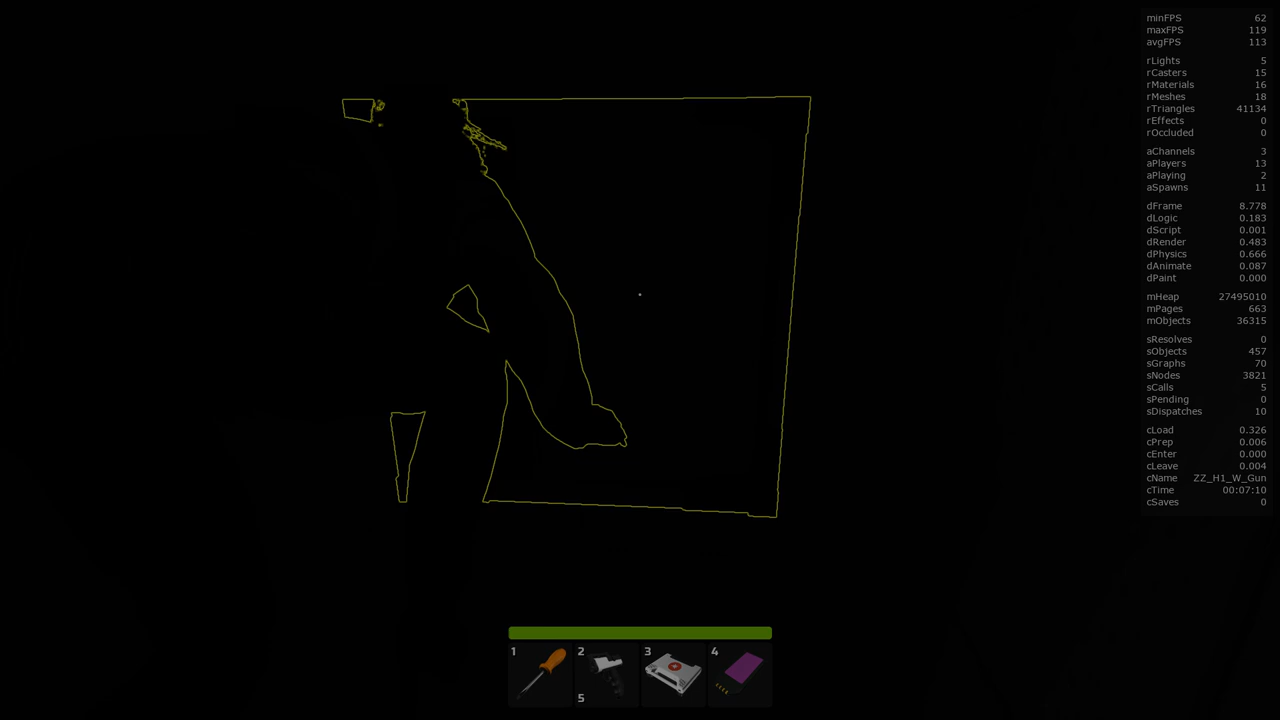 minFPS 62
maxFPS 119
avgFPS 113
rLights 5
rCasters 15
rMaterials 16
rMeshes 18
rTriangles 41134
rEffects 0
rOccluded 0
aChannels 3
aPlayers 13
aPlaying 2
aSpawns 11
dFrame 8.778
dLogic 0.183
dScript 0.001
dRender 0.483
dPhysics 0.666
dAnimate 0.087
dPaint 0.000
mHeap 27495010
mPages 663
mObjects 36315
sResolves 0
sObjects 457
sGraphs 70
sNodes 3821
sCalls 5
sPending 0
sDispatches 10
cLoad 0.326
cPrep 0.006
cEnter 0.000
cLeave 0.004
cName ZZ_H1_W_Gun
cTime 00:07:10
cSaves 0
1 2 3 4
5